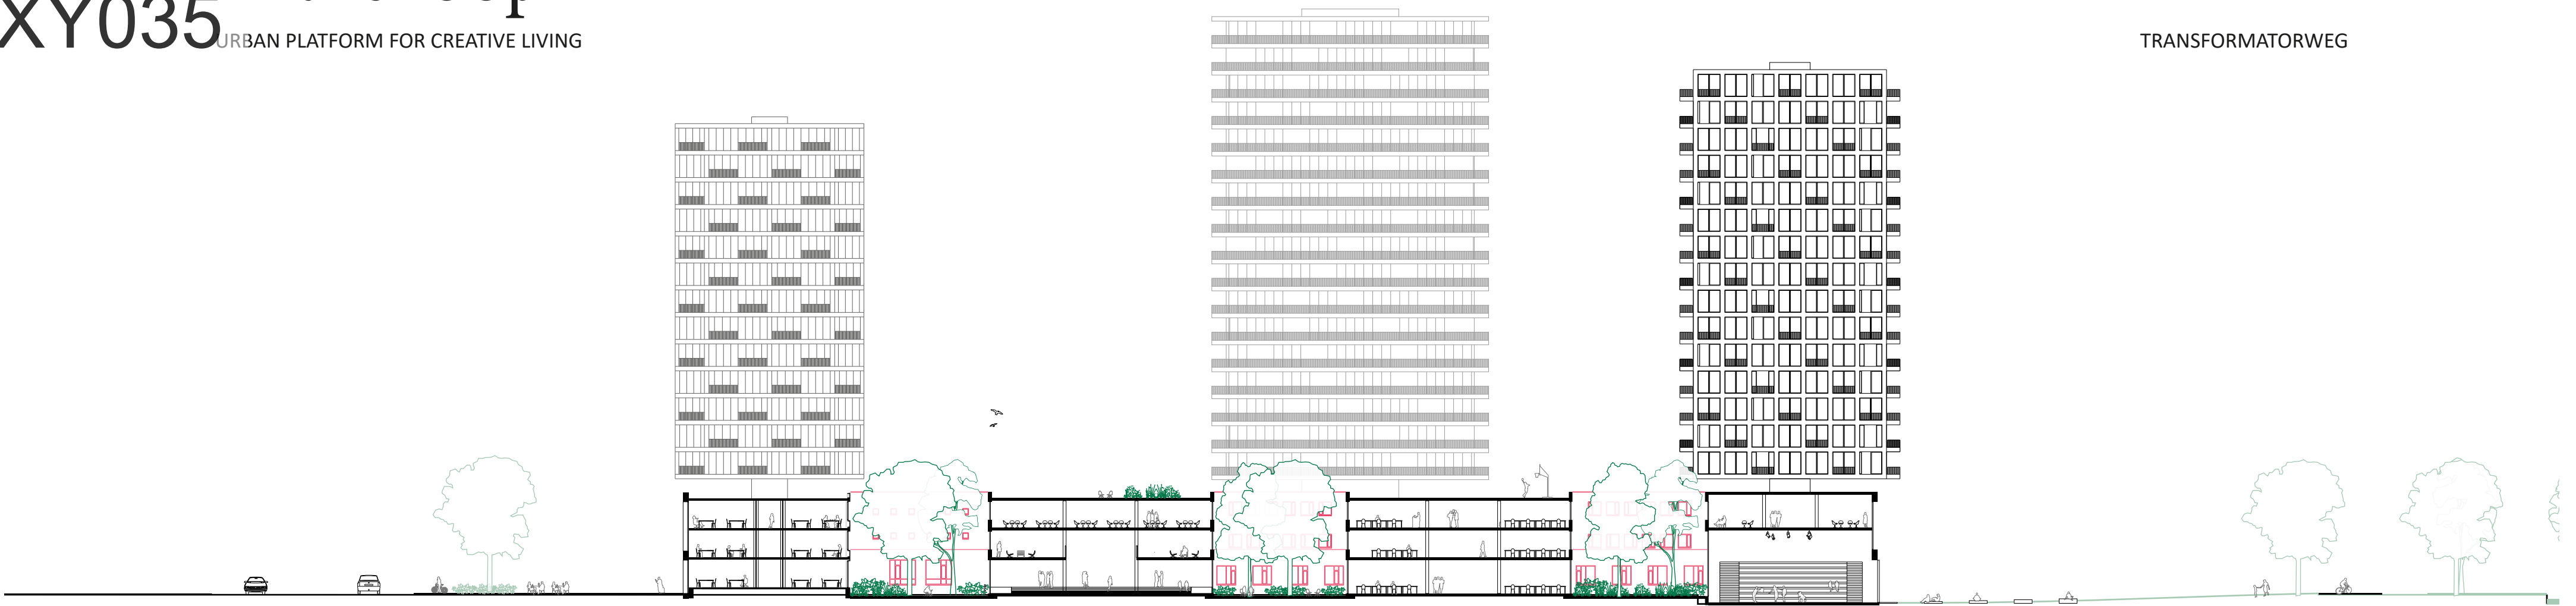 XY035
URBAN PLATFORM FOR CREATIVE LIVING
TRANSFORMATORWEG